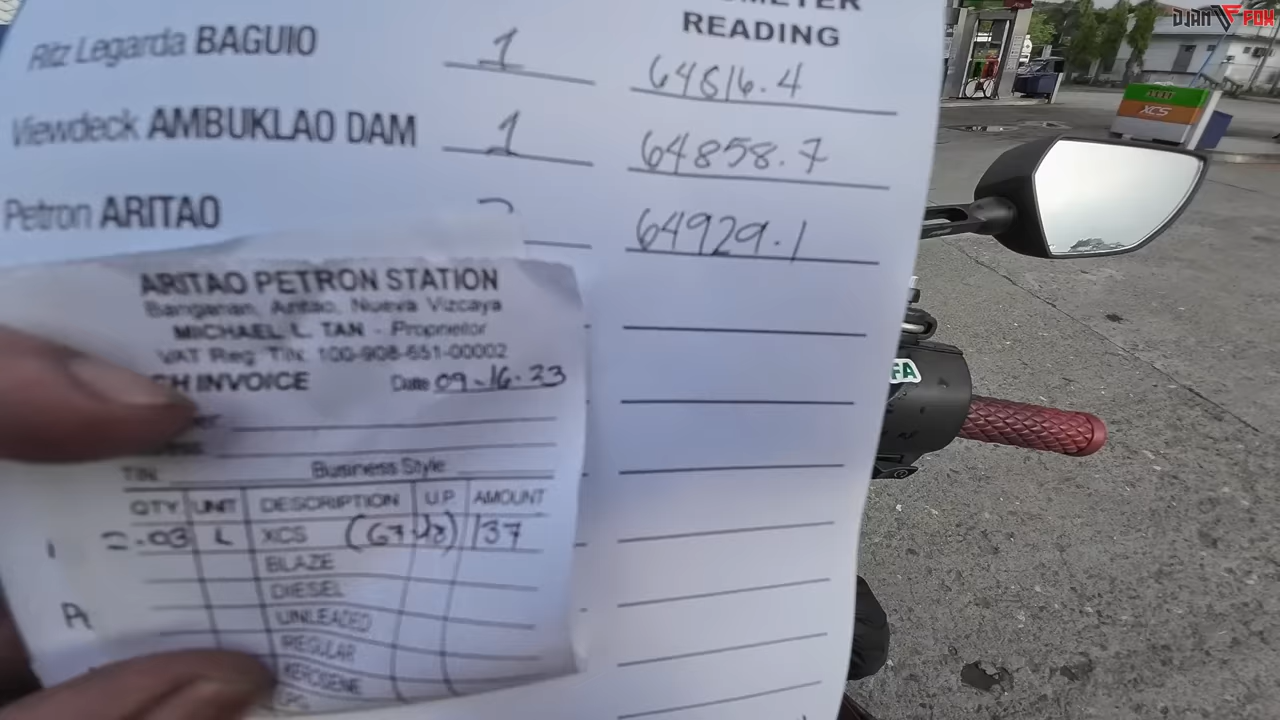 DJAN FOX
METER
READING
Ritz Legarda BAGUIO 1 64816.4
Viewdeck AMBUKLAO DAM 1 64858.7
Petron ARITAO 64929.1
XCS
FA
ARITAO PETRON STATION
Banganan, Aritao, Nueva Vizcaya
MICHAEL L. TAN - Proprietor
VAT Reg. TIN: 100-908-651-00002
H INVOICE Date 09-16-23
TIN Business Style
QTY UNIT DESCRIPTION U.P. AMOUNT
2.03 L XCS (67.48) 137
BLAZE
DIESEL
UNLEADED
REGULAR
KEROSENE